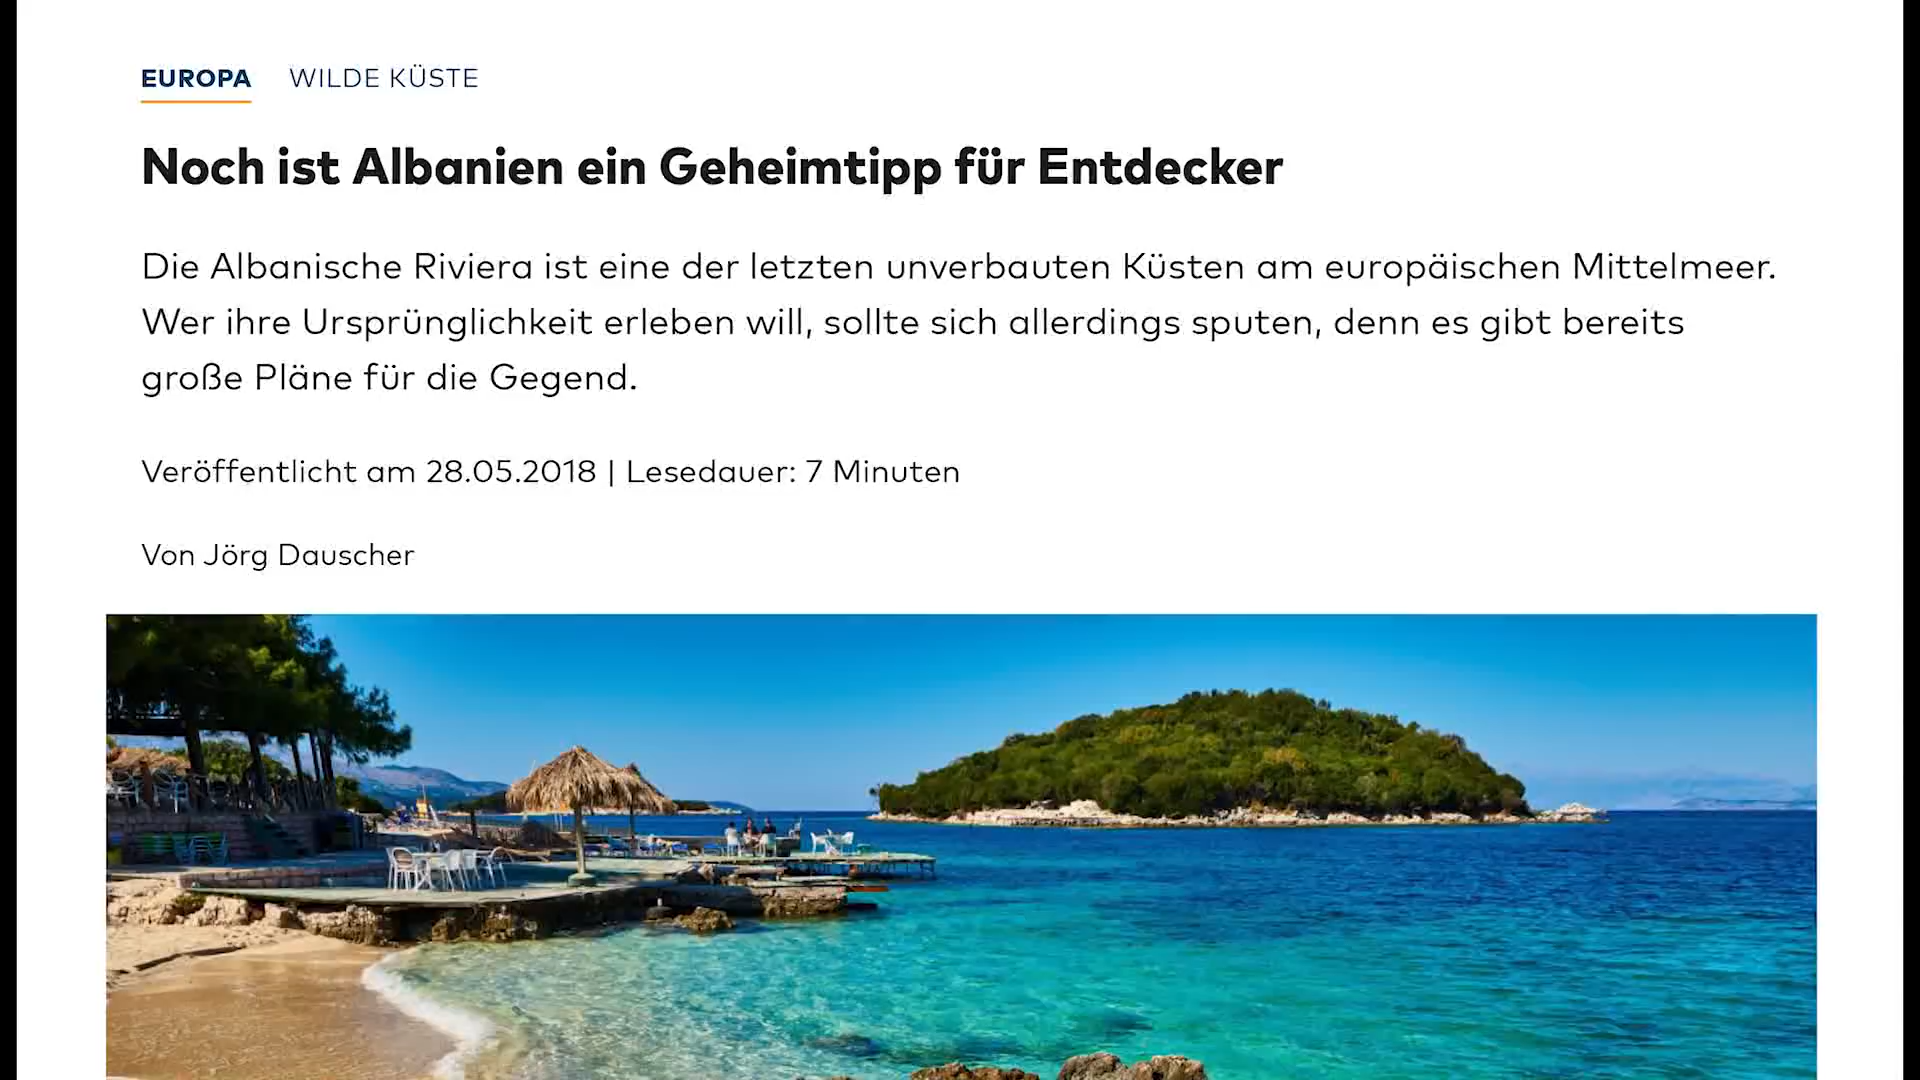 EUROPA WILDE KÜSTE
Noch ist Albanien ein Geheimtipp für Entdecker
Die Albanische Riviera ist eine der letzten unverbauten Küsten am europäischen Mittelmeer.
Wer ihre Ursprünglichkeit erleben will, sollte sich allerdings sputen, denn es gibt bereits
große Pläne für die Gegend.
Veröffentlicht am 28.05.2018 | Lesedauer: 7 Minuten
Von Jörg Dauscher